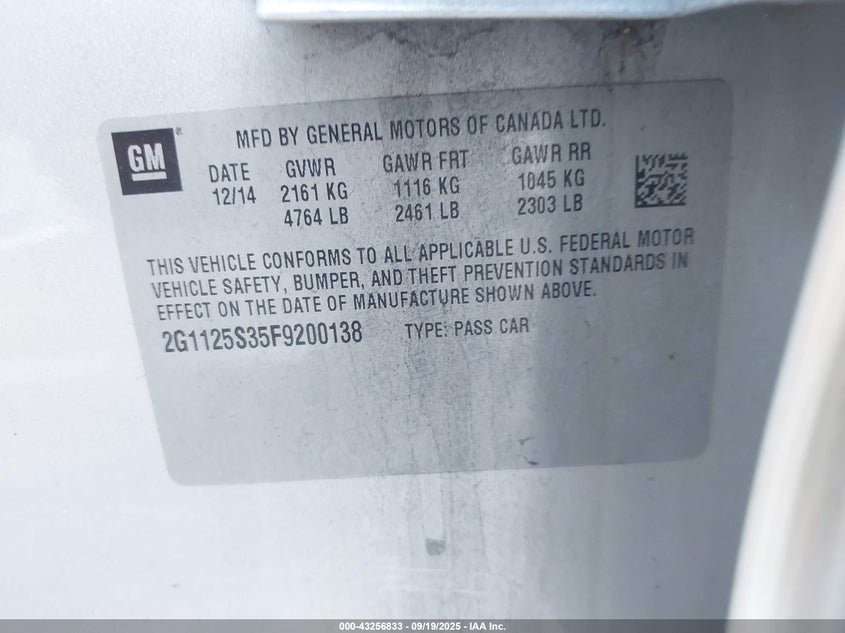 GM
MFD BY GENERAL MOTORS OF CANADA LTD.
DATE GVWR GAWR FRT GAWR RR
12/14 2161 KG 1116 KG 1045 KG
4764 LB 2461 LB 2303 LB
THIS VEHICLE CONFORMS TO ALL APPLICABLE U.S. FEDERAL MOTOR
VEHICLE SAFETY, BUMPER, AND THEFT PREVENTION STANDARDS IN
EFFECT ON THE DATE OF MANUFACTURE SHOWN ABOVE.
2G1125S35F9200138 TYPE: PASS CAR
000-43256833 - 09/19/2025 - IAA Inc.